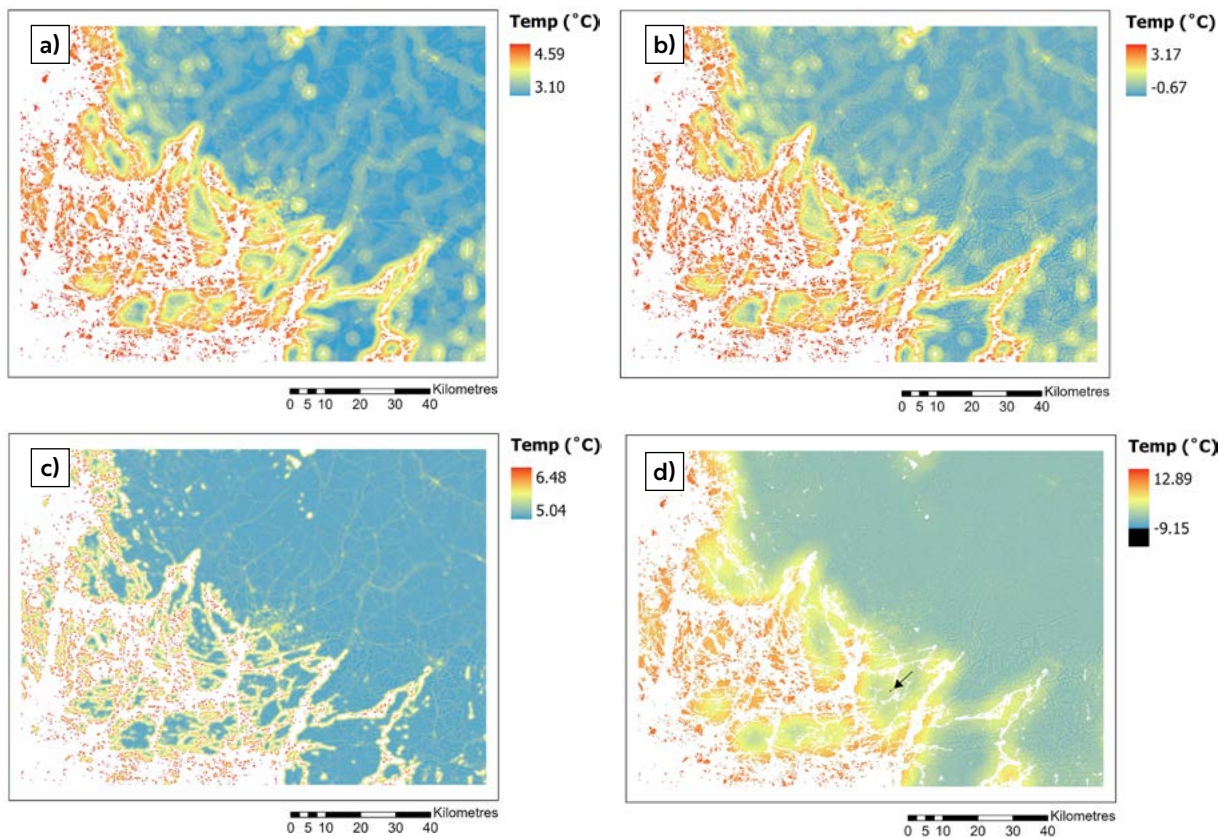 a)
Temp (˚C)
4.59
3.10
Kilometres
0 5 10 20 30 40
b)
Temp (˚C)
3.17
-0.67
Kilometres
0 5 10 20 30 40
c)
Temp (˚C)
6.48
5.04
Kilometres
0 5 10 20 30 40
d)
Temp (˚C)
12.89
-9.15
Kilometres
0 5 10 20 30 40